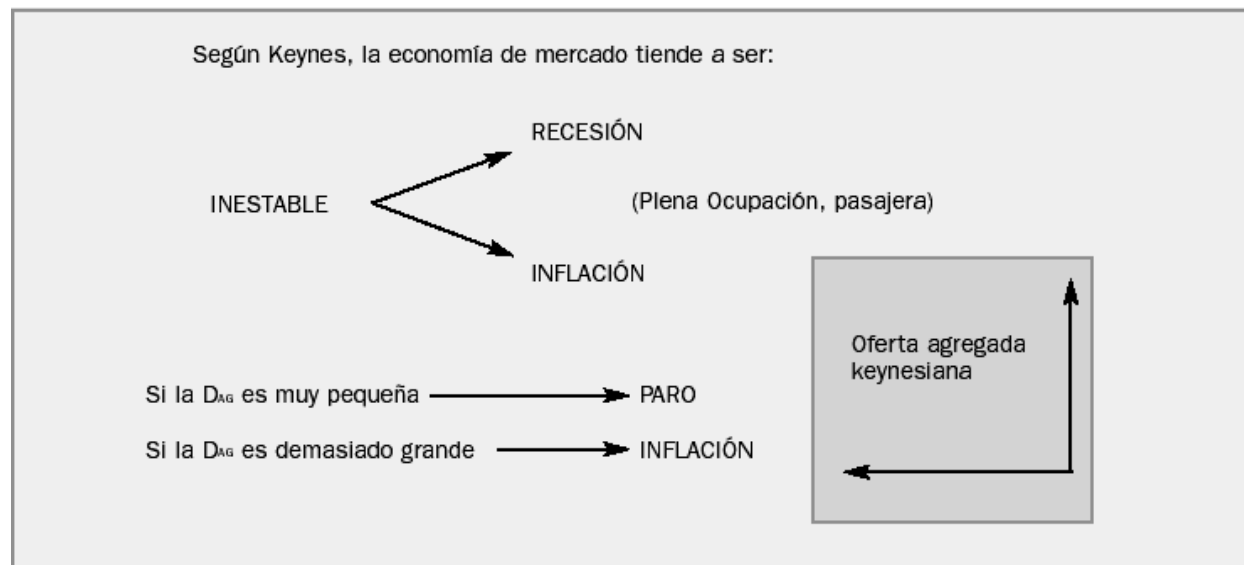 Según Keynes, la economía de mercado tiende a ser:
RECESIÓN
INESTABLE
(Plena Ocupación, pasajera)
INFLACIÓN
Oferta agregada
keynesiana
Si la DAG es muy pequeña
PARO
Si la DAG es demasiado grande
INFLACIÓN